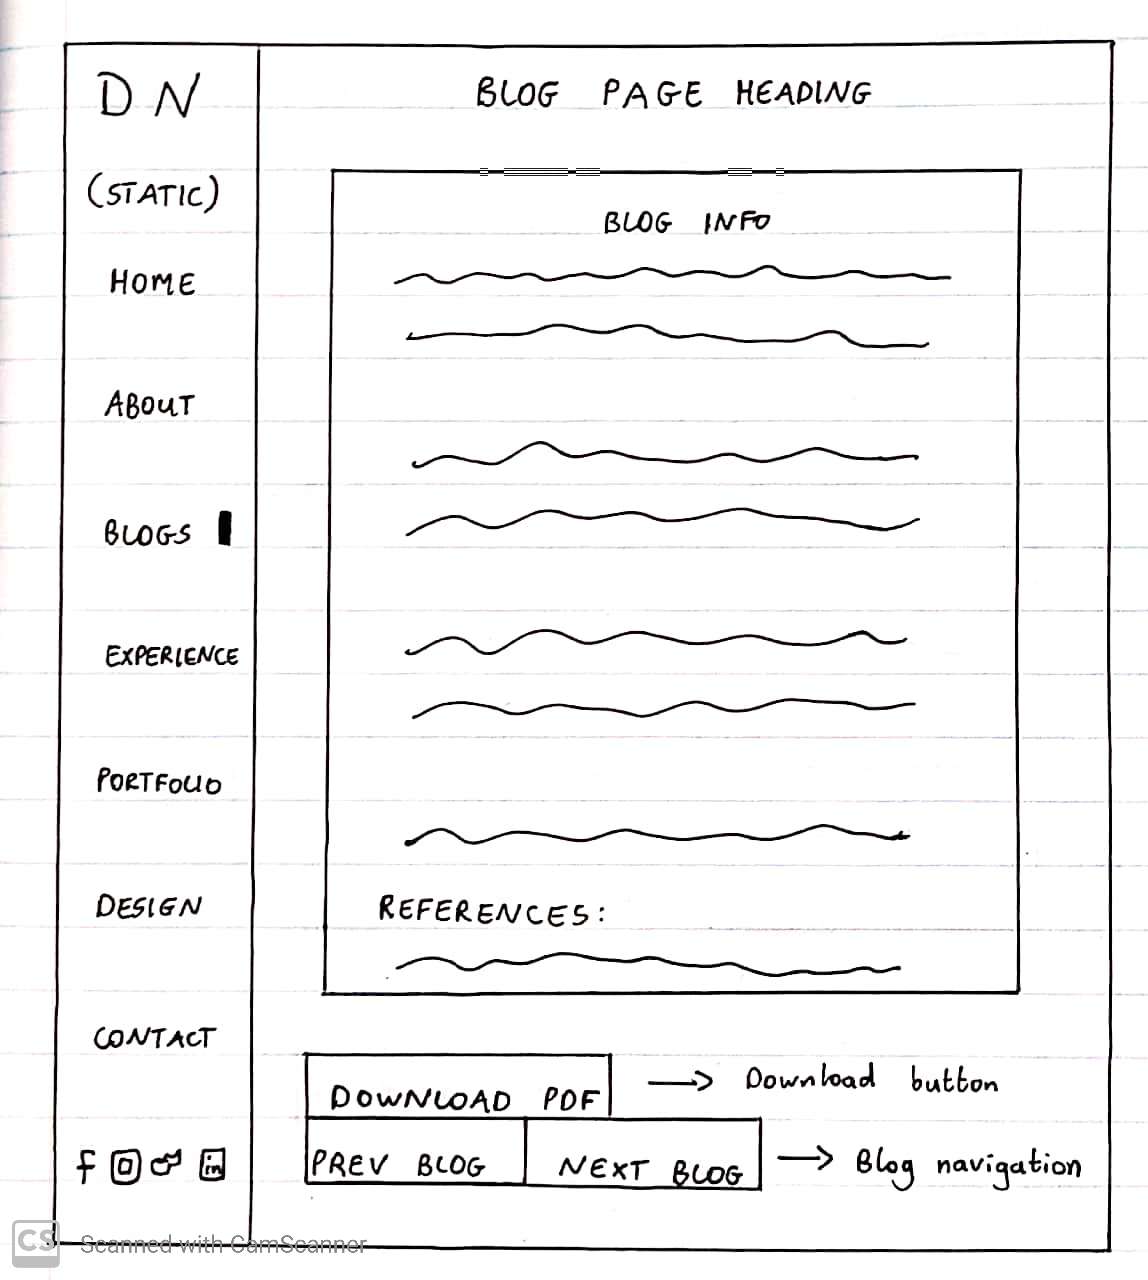 DN
(STATIC)
HOME
ABOUT
BLOGS
EXPERIENCE
PORTFOLIO
DESIGN
CONTACT
f in
BLOG PAGE HEADING
BLOG INFO
REFERENCES:
DOWNLOAD PDF → Download button
PREV BLOG NEXT BLOG → Blog navigation
CS Scanned with CamScanner